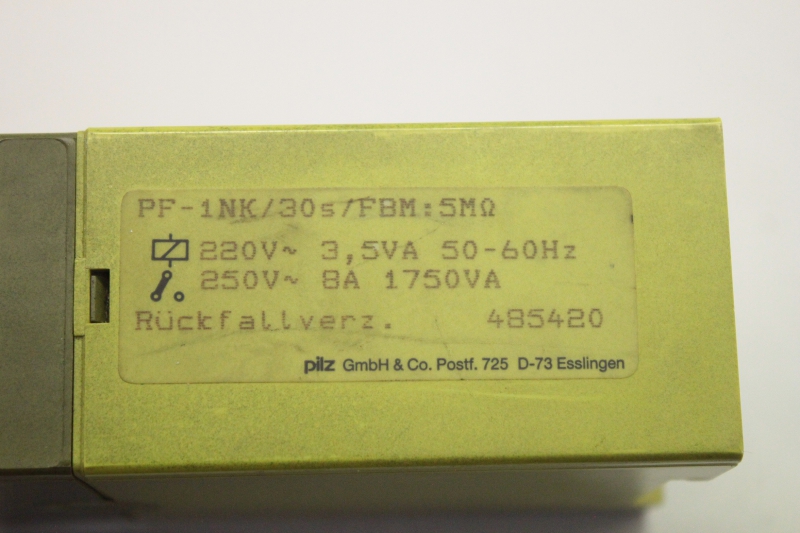 PF-1NK/30s/FBM:5MΩ
220V~ 3,5VA 50-60Hz
250V~ 8A 1750VA
Rückfallverz. 485420
pilz GmbH & Co. Postf. 725 D-73 Esslingen